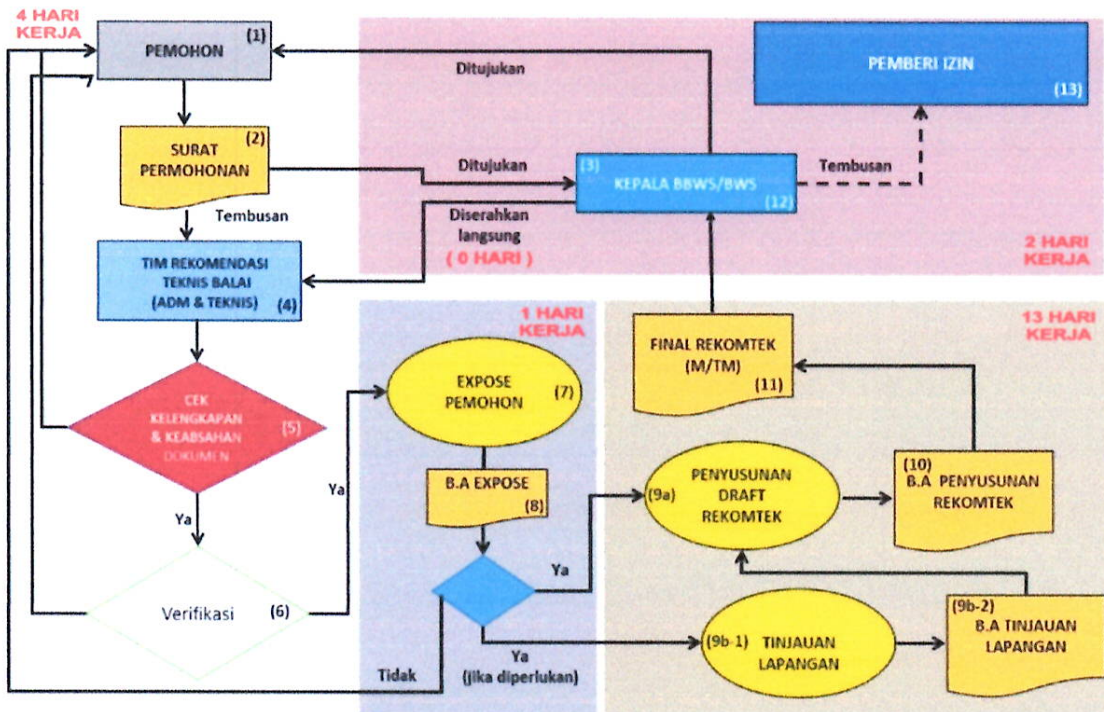 4 HARI
KERJA
(1)
PEMOHON
Ditujukan
PEMBERI IZIN
(13)
(2)
SURAT
PERMOHONAN
Ditujukan
(3)
KEPALA BBWS/BWS
(12)
Tembusan
Tembusan
Diserahkan
langsung
( 0 HARI )
2 HARI
KERJA
TIM REKOMENDASI
TEKNIS BALAI
(ADM & TEKNIS)
(4)
1 HARI
KERJA
13 HARI
KERJA
FINAL REKOMTEK
(M/TM)
(11)
EXPOSE
PEMOHON
(7)
CEK
KELENGKAPAN
& KEABSAHAN
DOKUMEN
(5)
Ya
B.A EXPOSE
(8)
(9a)
PENYUSUNAN
DRAFT
REKOMTEK
(10)
B.A PENYUSUNAN
REKOMTEK
Ya
Ya
Verifikasi
(6)
(9b-1)
TINJAUAN
LAPANGAN
(9b-2)
B.A TINJAUAN
LAPANGAN
Tidak
Ya
(jika diperlukan)